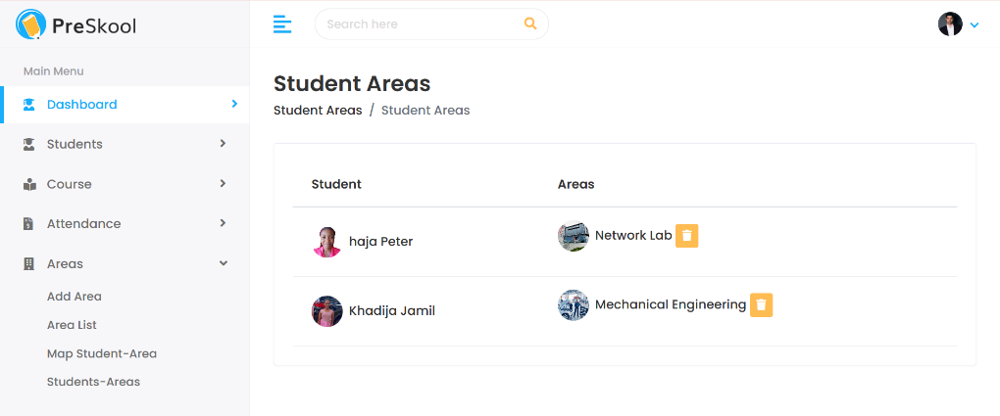 PreSkool
Search here
Main Menu
Dashboard
Students
Course
Attendance
Areas
Add Area
Area List
Map Student-Area
Students-Areas
Student Areas
Student Areas / Student Areas
Student Areas
haja Peter Network Lab
Khadija Jamil Mechanical Engineering